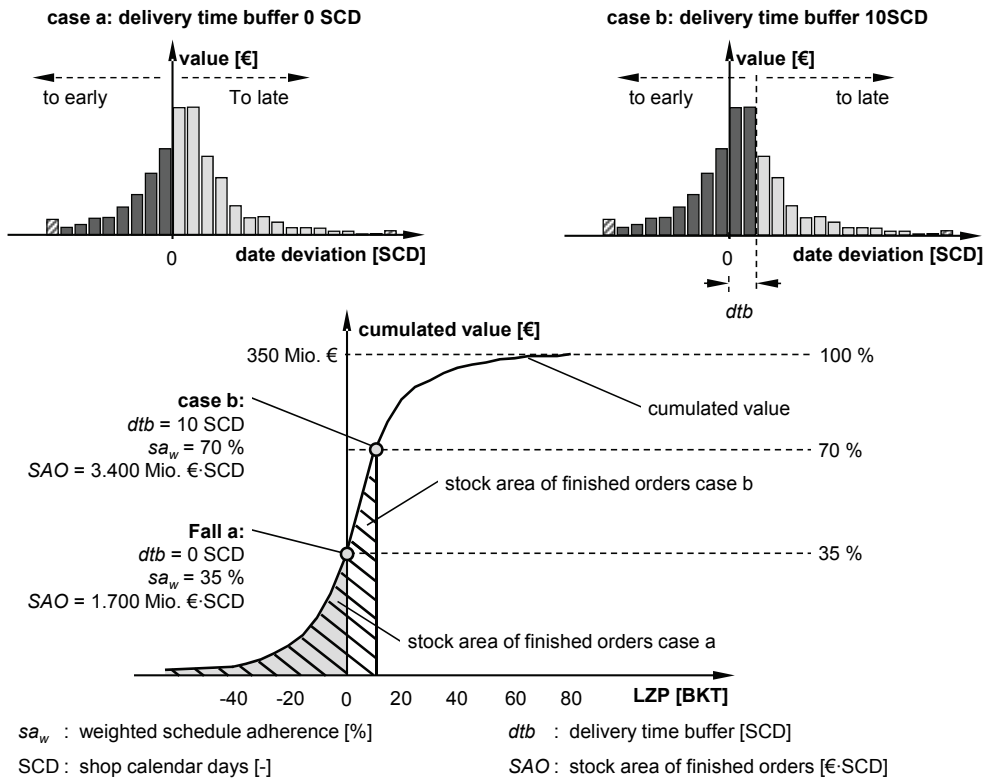 case a: delivery time buffer 0 SCD
value [€]
to early
To late
0
date deviation [SCD]
case b: delivery time buffer 10SCD
value [€]
to early
to late
0
date deviation [SCD]
dtb
cumulated value [€]
350 Mio. €
100 %
cumulated value
case b:
dtb = 10 SCD
saw = 70 %
SAO = 3.400 Mio. €·SCD
70 %
stock area of finished orders case b
Fall a:
dtb = 0 SCD
saw = 35 %
SAO = 1.700 Mio. €·SCD
35 %
stock area of finished orders case a
-40 -20 0 20 40 60 80 LZP [BKT]
saw : weighted schedule adherence [%]
dtb : delivery time buffer [SCD]
SCD : shop calendar days [-]
SAO : stock area of finished orders [€·SCD]